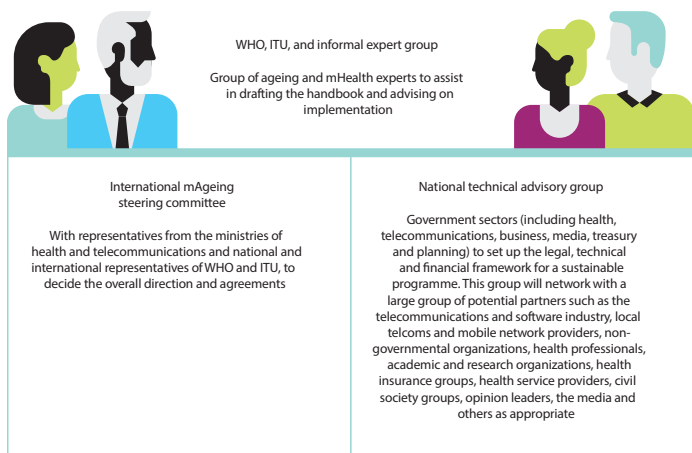 WHO, ITU, and informal expert group
Group of ageing and mHealth experts to assist
in drafting the handbook and advising on
implementation
International mAgeing
steering committee
With representatives from the ministries of
health and telecommunications and national and
international representatives of WHO and ITU, to
decide the overall direction and agreements
National technical advisory group
Government sectors (including health,
telecommunications, business, media, treasury
and planning) to set up the legal, technical
and financial framework for a sustainable
programme. This group will network with a
large group of potential partners such as the
telecommunications and software industry, local
telcoms and mobile network providers, non-
governmental organizations, health professionals,
academic and research organizations, health
insurance groups, health service providers, civil
society groups, opinion leaders, the media and
others as appropriate